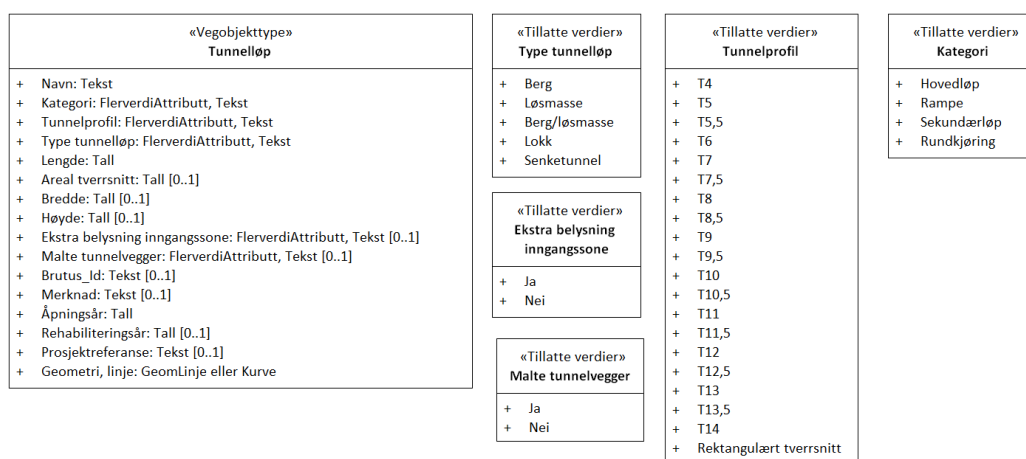 «Vegobjekttype»
Tunnelløp
+ Navn: Tekst
+ Kategori: FlerverdiAttributt, Tekst
+ Tunnelprofil: FlerverdiAttributt, Tekst
+ Type tunnelløp: FlerverdiAttributt, Tekst
+ Lengde: Tall
+ Areal tverrsnitt: Tall [0..1]
+ Bredde: Tall [0..1]
+ Høyde: Tall [0..1]
+ Ekstra belysning inngangssone: FlerverdiAttributt, Tekst [0..1]
+ Malte tunnelvegger: FlerverdiAttributt, Tekst [0..1]
+ Brutus_Id: Tekst [0..1]
+ Merknad: Tekst [0..1]
+ Åpningsår: Tall
+ Rehabiliteringsår: Tall [0..1]
+ Prosjektreferanse: Tekst [0..1]
+ Geometri, linje: GeomLinje eller Kurve
«Tillatte verdier»
Type tunnelløp
+ Berg
+ Løsmasse
+ Berg/løsmasse
+ Lokk
+ Senketunnel
«Tillatte verdier»
Ekstra belysning
inngangssone
+ Ja
+ Nei
«Tillatte verdier»
Malte tunnelvegger
+ Ja
+ Nei
«Tillatte verdier»
Tunnelprofil
+ T4
+ T5
+ T5,5
+ T6
+ T7
+ T7,5
+ T8
+ T8,5
+ T9
+ T9,5
+ T10
+ T10,5
+ T11
+ T11,5
+ T12
+ T12,5
+ T13
+ T13,5
+ T14
+ Rektangulært tverrsnitt
«Tillatte verdier»
Kategori
+ Hovedløp
+ Rampe
+ Sekundærløp
+ Rundkjøring